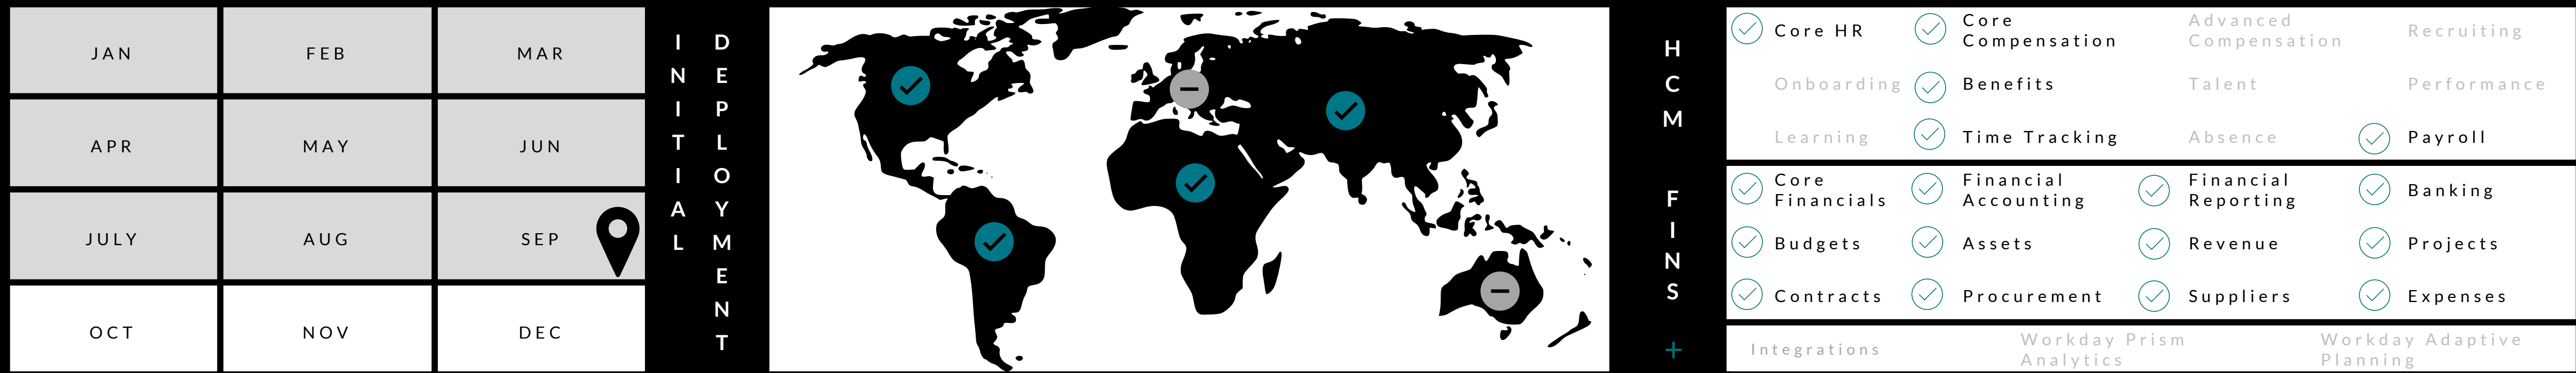 JAN
FEB
MAR
APR
MAY
JUN
JULY
AUG
SEP
OCT
NOV
DEC
INITIAL
DEPLOYMENT
HCM
FINS
+
Core HR
Core
Compensation
Advanced
Compensation
Recruiting
Onboarding
Benefits
Talent
Performance
Learning
Time Tracking
Absence
Payroll
Core
Financials
Financial
Accounting
Financial
Reporting
Banking
Budgets
Assets
Revenue
Projects
Contracts
Procurement
Suppliers
Expenses
Integrations
Workday Prism
Analytics
Workday Adaptive
Planning